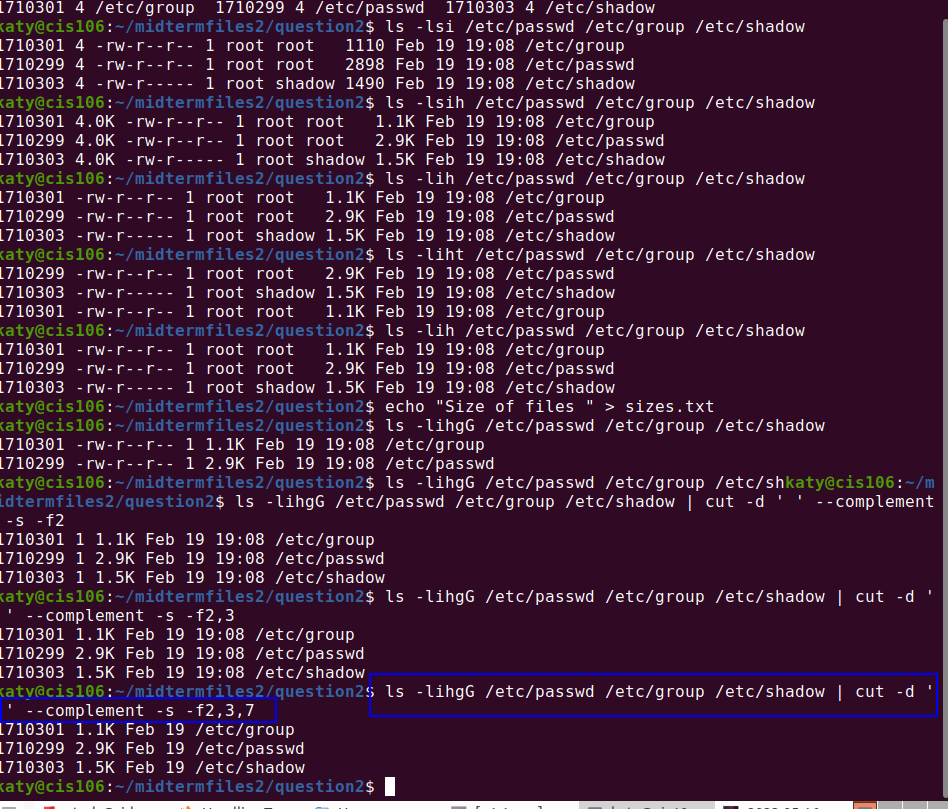 1710301 4 /etc/group  1710299 4 /etc/passwd  1710303 4 /etc/shadow
katy@cis106:~/midtermfiles2/question2$ ls -lsi /etc/passwd /etc/group /etc/shadow
1710301 4 -rw-r--r-- 1 root root   1110 Feb 19 19:08 /etc/group
1710299 4 -rw-r--r-- 1 root root   2898 Feb 19 19:08 /etc/passwd
1710303 4 -rw-r----- 1 root shadow 1490 Feb 19 19:08 /etc/shadow
katy@cis106:~/midtermfiles2/question2$ ls -lsih /etc/passwd /etc/group /etc/shadow
1710301 4.0K -rw-r--r-- 1 root root   1.1K Feb 19 19:08 /etc/group
1710299 4.0K -rw-r--r-- 1 root root   2.9K Feb 19 19:08 /etc/passwd
1710303 4.0K -rw-r----- 1 root shadow 1.5K Feb 19 19:08 /etc/shadow
katy@cis106:~/midtermfiles2/question2$ ls -lih /etc/passwd /etc/group /etc/shadow
1710301 -rw-r--r-- 1 root root   1.1K Feb 19 19:08 /etc/group
1710299 -rw-r--r-- 1 root root   2.9K Feb 19 19:08 /etc/passwd
1710303 -rw-r----- 1 root shadow 1.5K Feb 19 19:08 /etc/shadow
katy@cis106:~/midtermfiles2/question2$ ls -liht /etc/passwd /etc/group /etc/shadow
1710299 -rw-r--r-- 1 root root   2.9K Feb 19 19:08 /etc/passwd
1710303 -rw-r----- 1 root shadow 1.5K Feb 19 19:08 /etc/shadow
1710301 -rw-r--r-- 1 root root   1.1K Feb 19 19:08 /etc/group
katy@cis106:~/midtermfiles2/question2$ ls -lih /etc/passwd /etc/group /etc/shadow
1710301 -rw-r--r-- 1 root root   1.1K Feb 19 19:08 /etc/group
1710299 -rw-r--r-- 1 root root   2.9K Feb 19 19:08 /etc/passwd
1710303 -rw-r----- 1 root shadow 1.5K Feb 19 19:08 /etc/shadow
katy@cis106:~/midtermfiles2/question2$ echo "Size of files " > sizes.txt
katy@cis106:~/midtermfiles2/question2$ ls -lihgG /etc/passwd /etc/group /etc/shadow
1710301 -rw-r--r-- 1 1.1K Feb 19 19:08 /etc/group
1710299 -rw-r--r-- 1 2.9K Feb 19 19:08 /etc/passwd
katy@cis106:~/midtermfiles2/question2$ ls -lihgG /etc/passwd /etc/group /etc/shkaty@cis106:~/m
idtermfiles2/question2$ ls -lihgG /etc/passwd /etc/group /etc/shadow | cut -d ' ' --complement
 -s -f2
1710301 1 1.1K Feb 19 19:08 /etc/group
1710299 1 2.9K Feb 19 19:08 /etc/passwd
1710303 1 1.5K Feb 19 19:08 /etc/shadow
katy@cis106:~/midtermfiles2/question2$ ls -lihgG /etc/passwd /etc/group /etc/shadow | cut -d '
 ' --complement -s -f2,3
1710301 1.1K Feb 19 19:08 /etc/group
1710299 2.9K Feb 19 19:08 /etc/passwd
1710303 1.5K Feb 19 19:08 /etc/shadow
katy@cis106:~/midtermfiles2/question2$ ls -lihgG /etc/passwd /etc/group /etc/shadow | cut -d '
 ' --complement -s -f2,3,7
1710301 1.1K Feb 19 /etc/group
1710299 2.9K Feb 19 /etc/passwd
1710303 1.5K Feb 19 /etc/shadow
katy@cis106:~/midtermfiles2/question2$